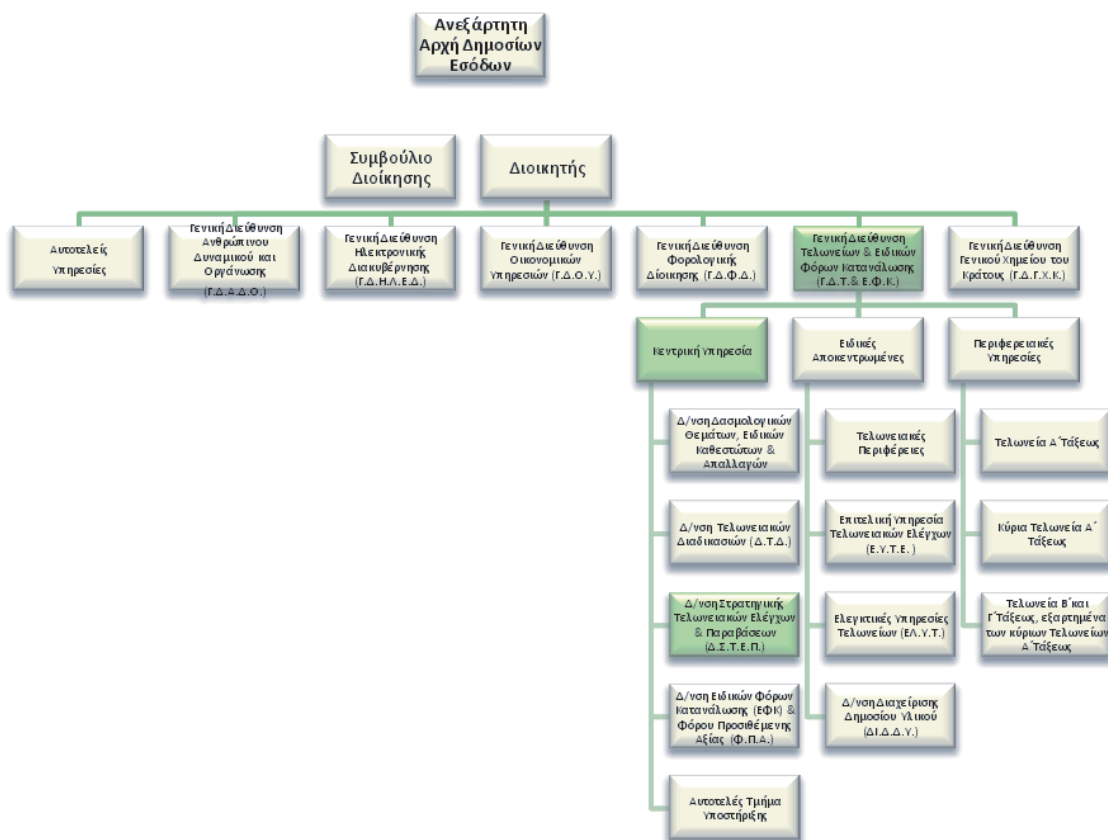 Ανεξάρτητη
Αρχή Δημοσίων
Εσόδων
Συμβούλιο
Διοίκησης
Διοικητής
Αυτοτελείς
Υπηρεσίες
Γενική Διεύθυνση
Ανθρώπινου
Δυναμικού και
Οργάνωσης
(Γ.Δ.Α.Δ.Ο.)
Γενική Διεύθυνση
Ηλεκτρονικής
Διακυβέρνησης
(Γ.Δ.Η.Λ.Ε.Δ.)
Γενική Διεύθυνση
Οικονομικών
Υπηρεσιών (Γ.Δ.Ο.Υ.)
Γενική Διεύθυνση
Φορολογικής
Δίοικησης (Γ.Δ.Φ.Δ.)
Γενική Διεύθυνση
Τελωνείων & Ειδικών
Φόρων Κατανάλωσης
(Γ.Δ.Τ.& Ε.Φ.Κ.)
Γενική Διεύθυνση
Γενικού Χημείου του
Κράτους (Γ.Δ.Γ.Χ.Κ.)
Κεντρική Υπηρεσία
Ειδικές
Αποκεντρωμένες
Περιφερειακές
Υπηρεσίες
Δ/νση Δασμολογικών
Θεμάτων, Ειδικών
Καθεστώτων &
Απαλλαγών
Δ/νση Τελωνειακών
Διαδικασιών (Δ.Τ.Δ.)
Δ/νση Στρατηγικής
Τελωνειακών Ελέγχων
& Παραβάσεων
(Δ.Σ.Τ.Ε.Π.)
Δ/νση Ειδικών Φόρων
Κατανάλωσης (ΕΦΚ) &
Φόρου Προσιθέμενης
Αξίας (Φ.Π.Α.)
Αυτοτελές Τμήμα
Υποστήριξης
Τελωνειακές
Περιφέρειες
Επιτελική Υπηρεσία
Τελωνειακών Ελέγχων
(Ε.Υ.Τ.Ε.)
Ελεγκτικές Υπηρεσίες
Τελωνείων (ΕΛ.Υ.Τ.)
Δ/νση Διαχείρισης
Δημοσίου Υλικού
(ΔΙ.Δ.Δ.Υ.)
Τελωνεία Α΄Τάξεως
Κύρια Τελωνεία Α΄
Τάξεως
Τελωνεία Β΄και
Γ΄Τάξεως, εξαρτημένα
των κύριων Τελωνείων
Α΄Τάξεως